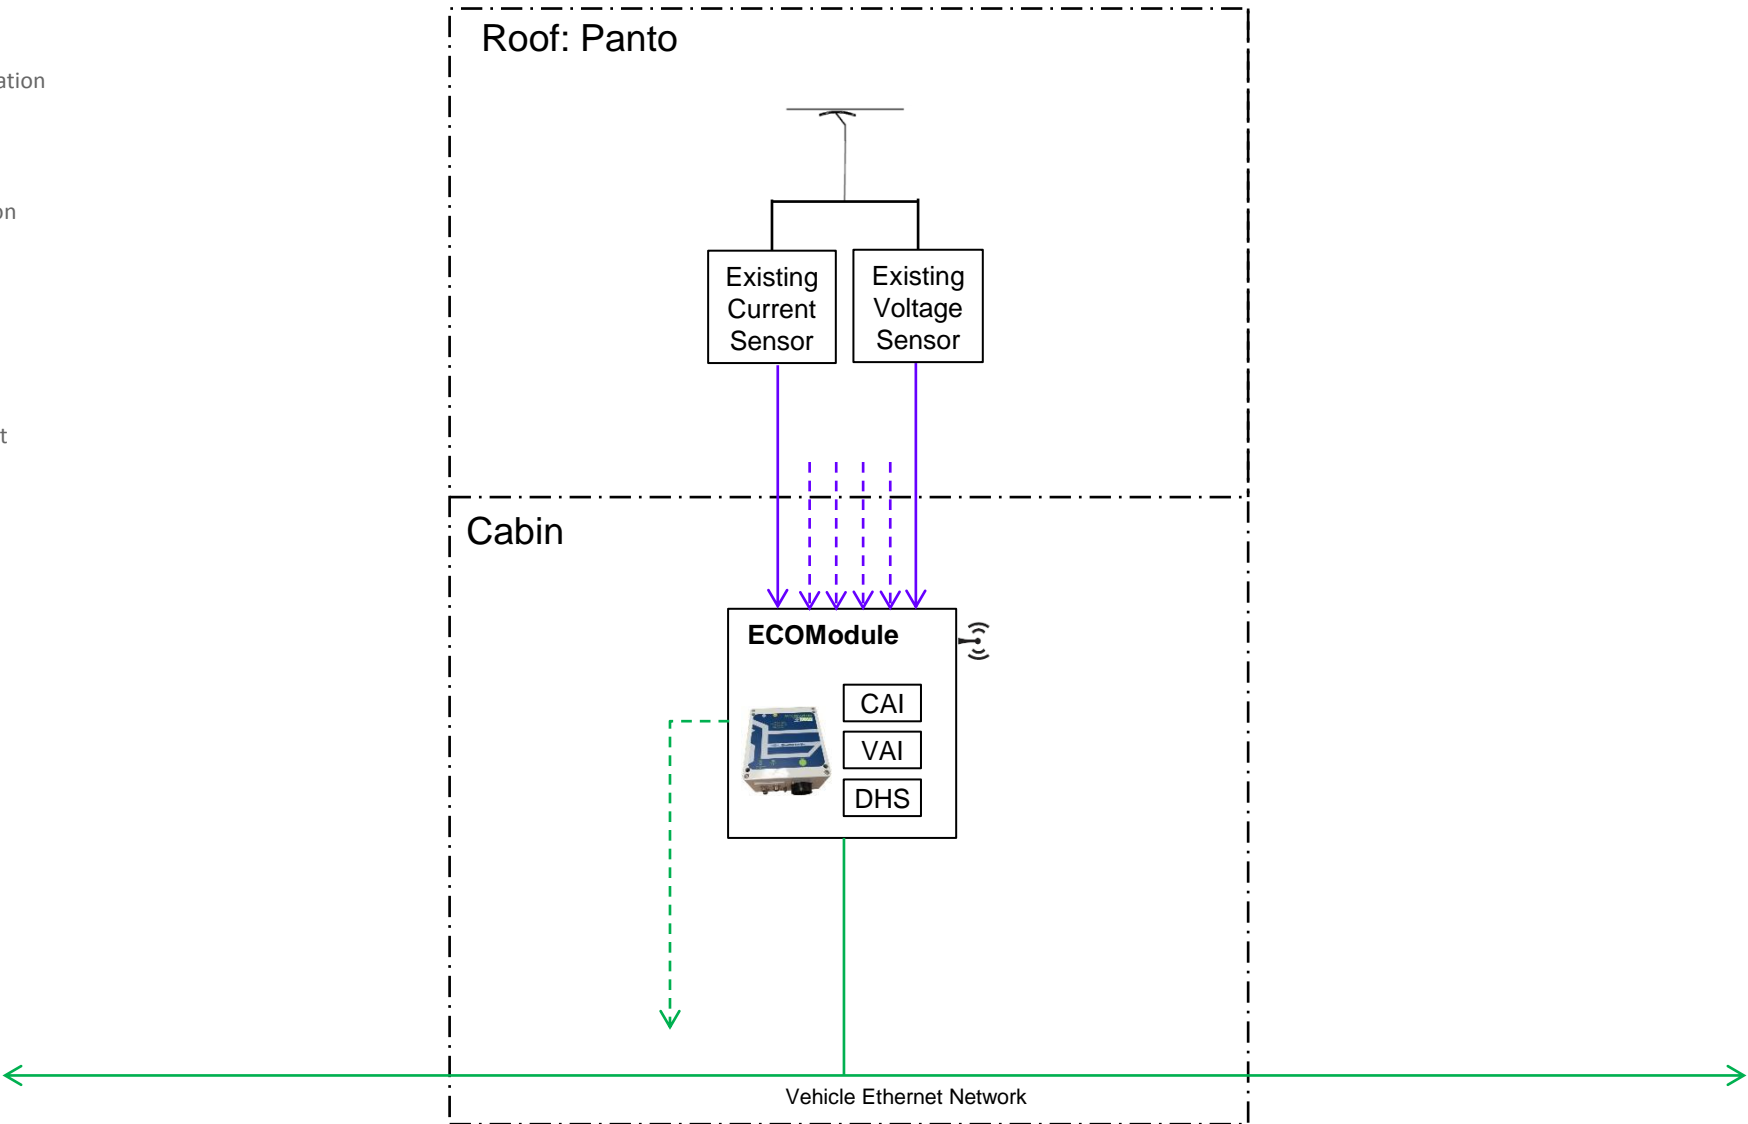 Roof: Panto
ation
on
Existing
Current
Sensor
Existing
Voltage
Sensor
t
Cabin
ECOModule
CAI
VAI
DHS
Vehicle Ethernet Network